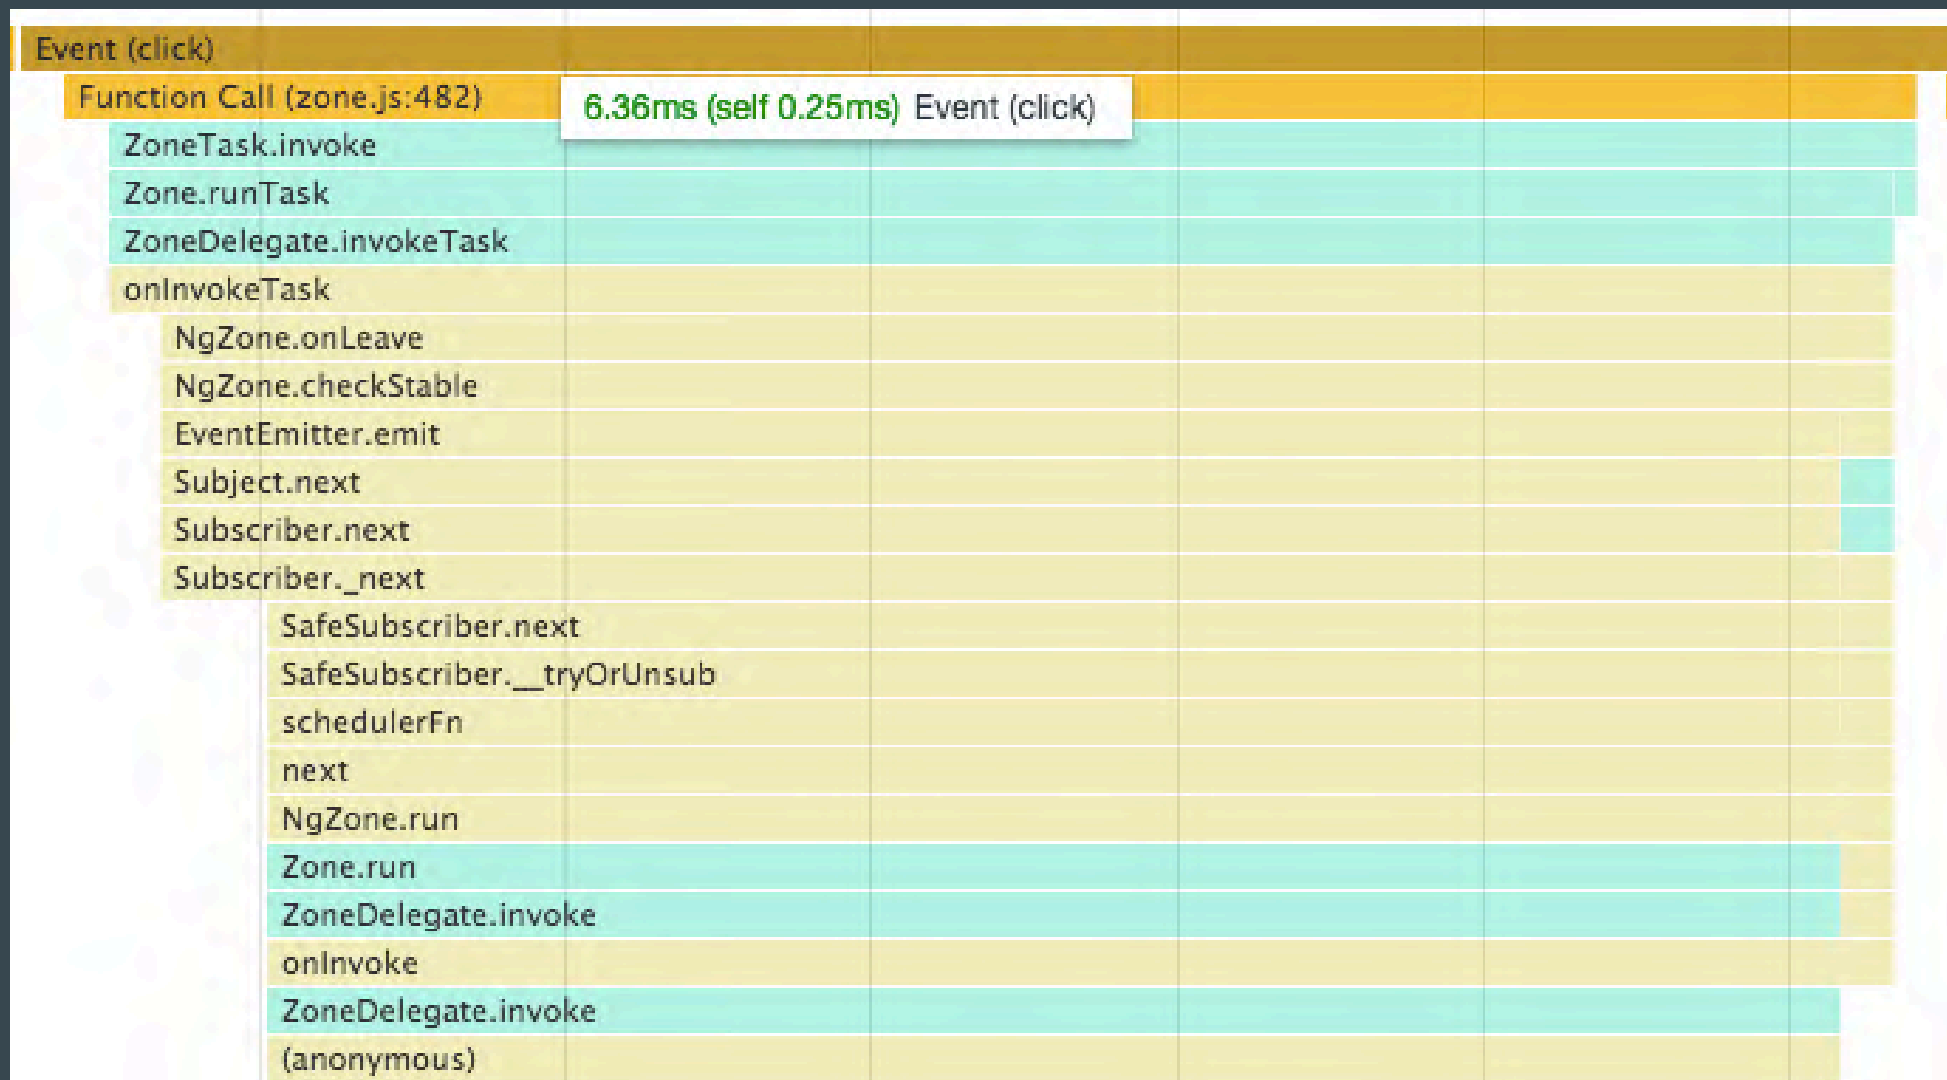 Event (click)
Function Call (zone.js:482)
6.36ms (self 0.25ms) Event (click)
ZoneTask.invoke
Zone.runTask
ZoneDelegate.invokeTask
onInvokeTask
NgZone.onLeave
NgZone.checkStable
EventEmitter.emit
Subject.next
Subscriber.next
Subscriber._next
SafeSubscriber.next
SafeSubscriber.__tryOrUnsub
schedulerFn
next
NgZone.run
Zone.run
ZoneDelegate.invoke
onInvoke
ZoneDelegate.invoke
(anonymous)